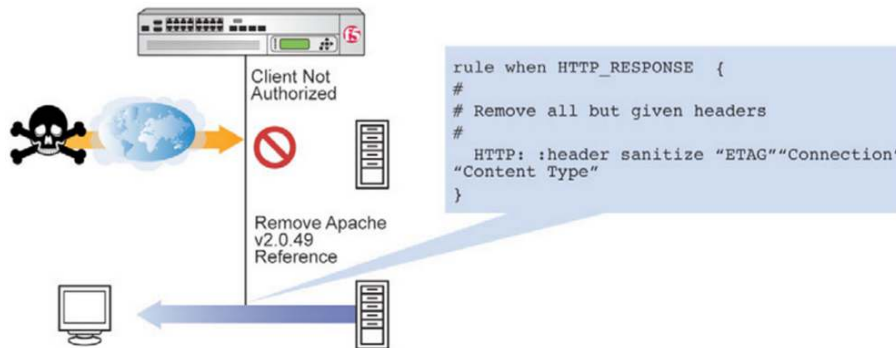 f5
Client Not
Authorized
rule when HTTP_RESPONSE {
#
# Remove all but given headers
#
HTTP: :header sanitize “ETAG”“Connection”
“Content Type”
}
Remove Apache
v2.0.49
Reference